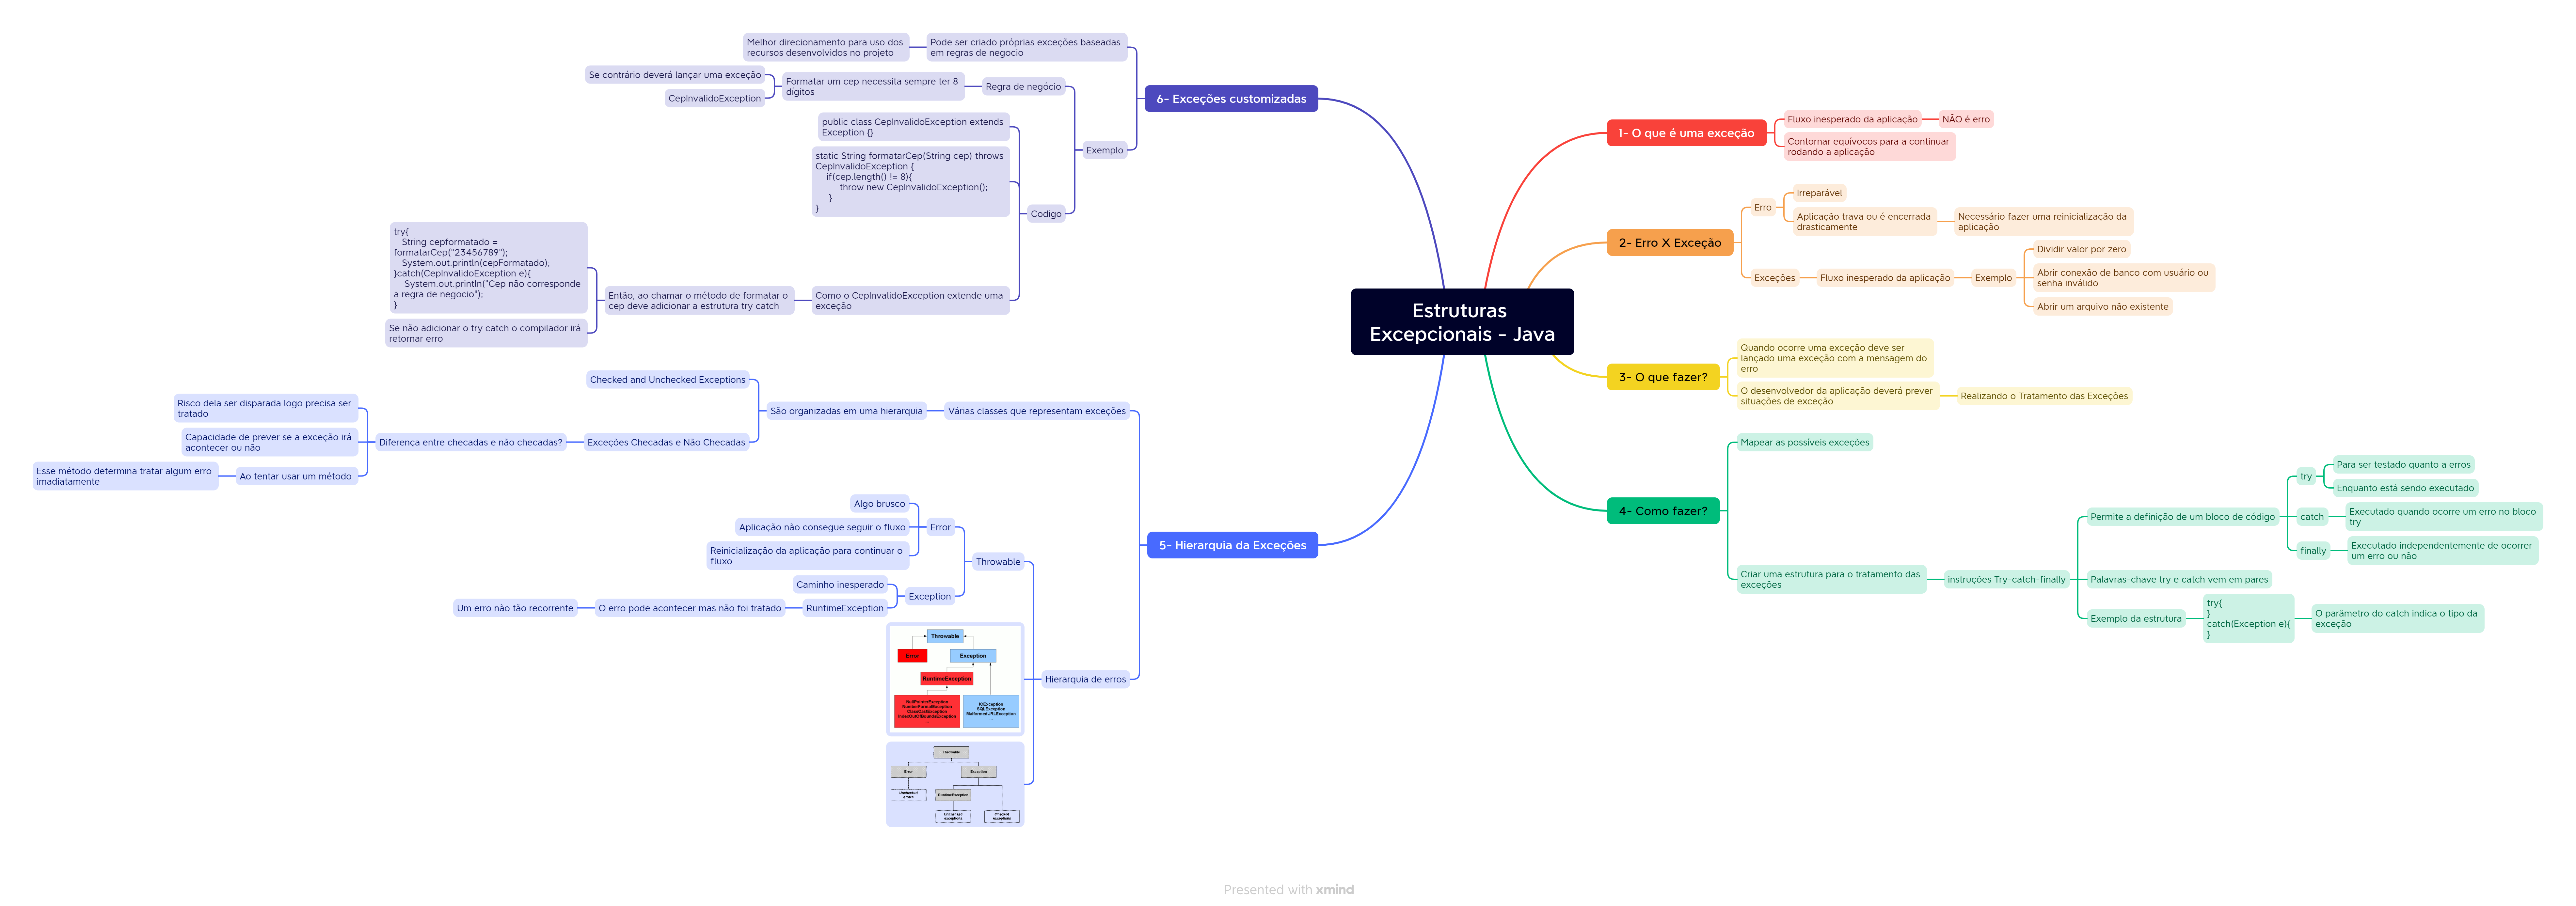 Estruturas
Excepcionais - Java
1- O que é uma exceção
Fluxo inesperado da aplicação
NÃO é erro
Contornar equívocos para a continuar
rodando a aplicação
2- Erro X Exceção
Erro
Irreparável
Aplicação trava ou é encerrada
drasticamente
Necessário fazer uma reinicialização da
aplicação
Exceções
Fluxo inesperado da aplicação
Exemplo
Dividir valor por zero
Abrir conexão de banco com usuário ou
senha inválido
Abrir um arquivo não existente
3- O que fazer?
Quando ocorre uma exceção deve ser
lançado uma exceção com a mensagem do
erro
O desenvolvedor da aplicação deverá prever
situações de exceção
Realizando o Tratamento das Exceções
4- Como fazer?
Mapear as possíveis exceções
Criar uma estrutura para o tratamento das
exceções
instruções Try-catch-finally
Permite a definição de um bloco de código
try
Para ser testado quanto a erros
Enquanto está sendo executado
catch
Executado quando ocorre um erro no bloco
try
finally
Executado independentemente de ocorrer
um erro ou não
Palavras-chave try e catch vem em pares
Exemplo da estrutura
try{
}
catch(Exception e){
}
O parâmetro do catch indica o tipo da
exceção
5- Hierarquia da Exceções
Várias classes que representam exceções
São organizadas em uma hierarquia
Checked and Unchecked Exceptions
Exceções Checadas e Não Checadas
Diferença entre checadas e não checadas?
Risco dela ser disparada logo precisa ser
tratado
Capacidade de prever se a exceção irá
acontecer ou não
Ao tentar usar um método
Esse método determina tratar algum erro
imadiatamente
Hierarquia de erros
Throwable
Error
Algo brusco
Aplicação não consegue seguir o fluxo
Reinicialização da aplicação para continuar o
fluxo
Exception
Caminho inesperado
RuntimeException
O erro pode acontecer mas não foi tratado
Um erro não tão recorrente
Throwable
Error
Exception
RuntimeException
NullPointerException
NumberFormatException
ClassCastException
IndexOutOfBoundsException
...
IOException
SQLException
MalformedURLException
...
Throwable
Error
Exception
Unchecked
errors
RuntimeException
Unchecked
exceptions
Checked
exceptions
6- Exceções customizadas
Pode ser criado próprias exceções baseadas
em regras de negocio
Melhor direcionamento para uso dos
recursos desenvolvidos no projeto
Exemplo
Regra de negócio
Formatar um cep necessita sempre ter 8
dígitos
Se contrário deverá lançar uma exceção
CepInvalidoException
Codigo
public class CepInvalidoException extends
Exception {}
static String formatarCep(String cep) throws
CepInvalidoException {
if(cep.length() != 8){
throw new CepInvalidoException();
}
}
Como o CepInvalidoException extende uma
exceção
Então, ao chamar o método de formatar o
cep deve adicionar a estrutura try catch
try{
String cepformatado =
formatarCep("23456789");
System.out.println(cepFormatado);
}catch(CepInvalidoException e){
System.out.println("Cep não corresponde
a regra de negocio");
}
Se não adicionar o try catch o compilador irá
retornar erro
Presented with xmind